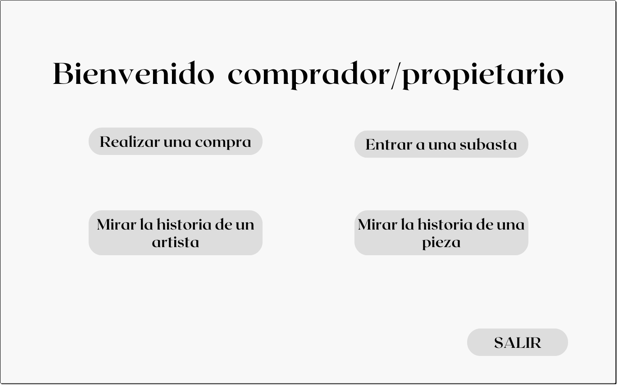 Bienvenido comprador/propietario
Realizar una compra
Entrar a una subasta
Mirar la historia de un
artista
Mirar la historia de una
pieza
SALIR